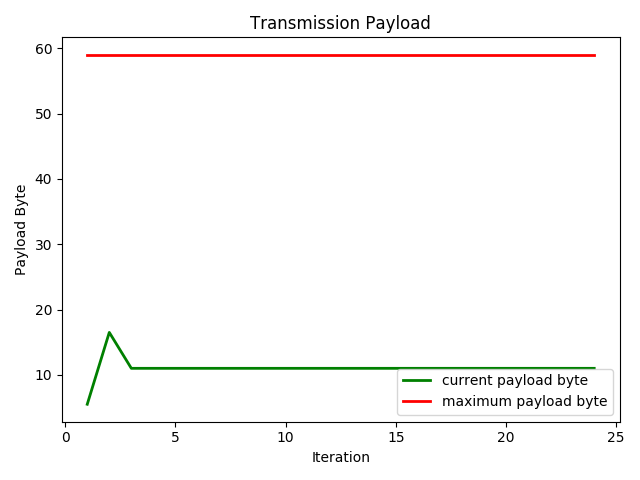 Transmission Payload
Payload Byte
60
50
40
30
20
10
0
5
10
15
20
25
Iteration
current payload byte
maximum payload byte